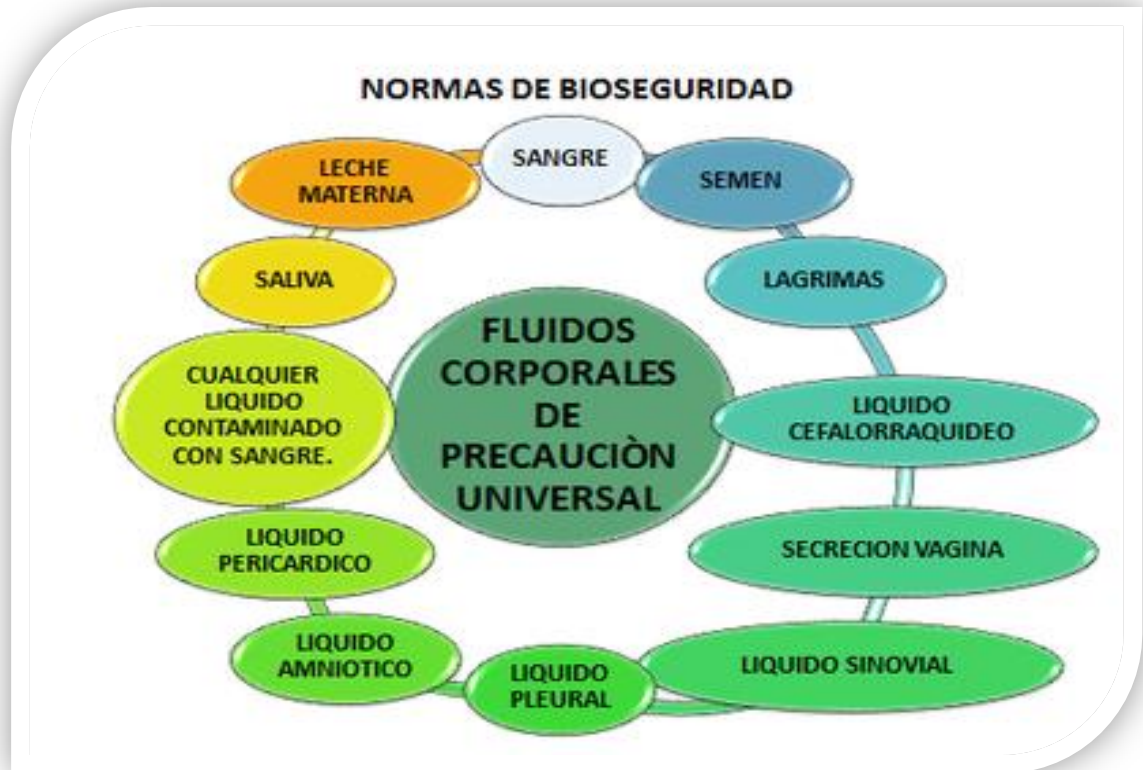 NORMAS DE BIOSEGURIDAD
SANGRE
SEMEN
LAGRIMAS
LIQUIDO
CEFALORRAQUIDEO
SECRECION VAGINA
LIQUIDO SINOVIAL
LIQUIDO
PLEURAL
LIQUIDO
AMNIOTICO
LIQUIDO
PERICARDICO
CUALQUIER
LIQUIDO
CONTAMINADO
CON SANGRE.
SALIVA
LECHE
MATERNA
FLUIDOS
CORPORALES
DE
PRECAUCIÒN
UNIVERSAL